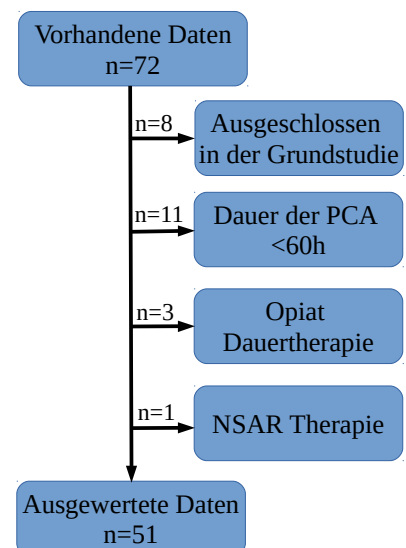 Vorhandene Daten
n=72
n=8
Ausgeschlossen
in der Grundstudie
n=11
Dauer der PCA
<60h
n=3
Opiat
Dauertherapie
n=1
NSAR Therapie
Ausgewertete Daten
n=51